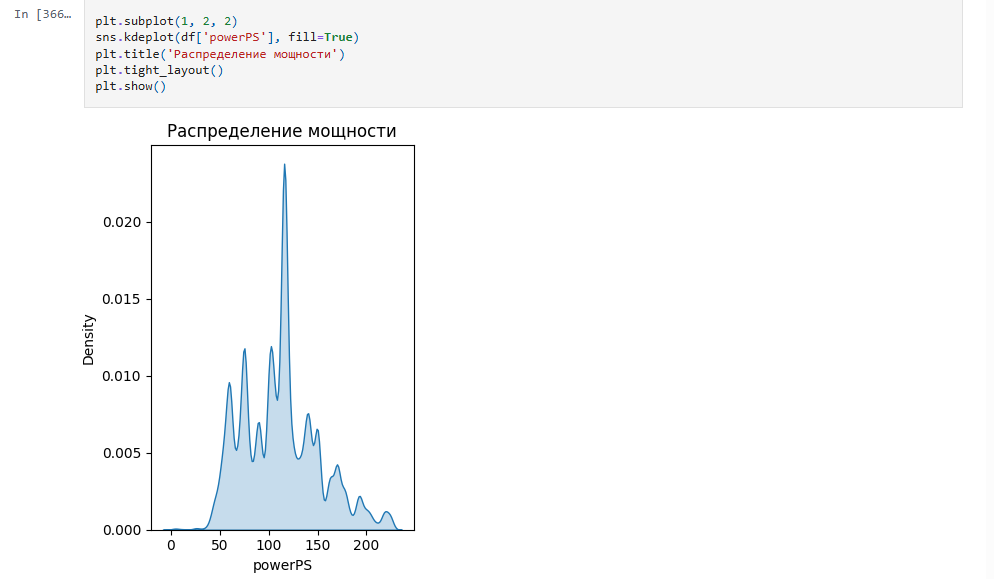 In [366…
plt.subplot(1, 2, 2)
sns.kdeplot(df['powerPS'], fill=True)
plt.title('Распределение мощности')
plt.tight_layout()
plt.show()
Распределение мощности
0.020
0.015
0.010
0.005
0.000
Density
0 50 100 150 200
powerPS